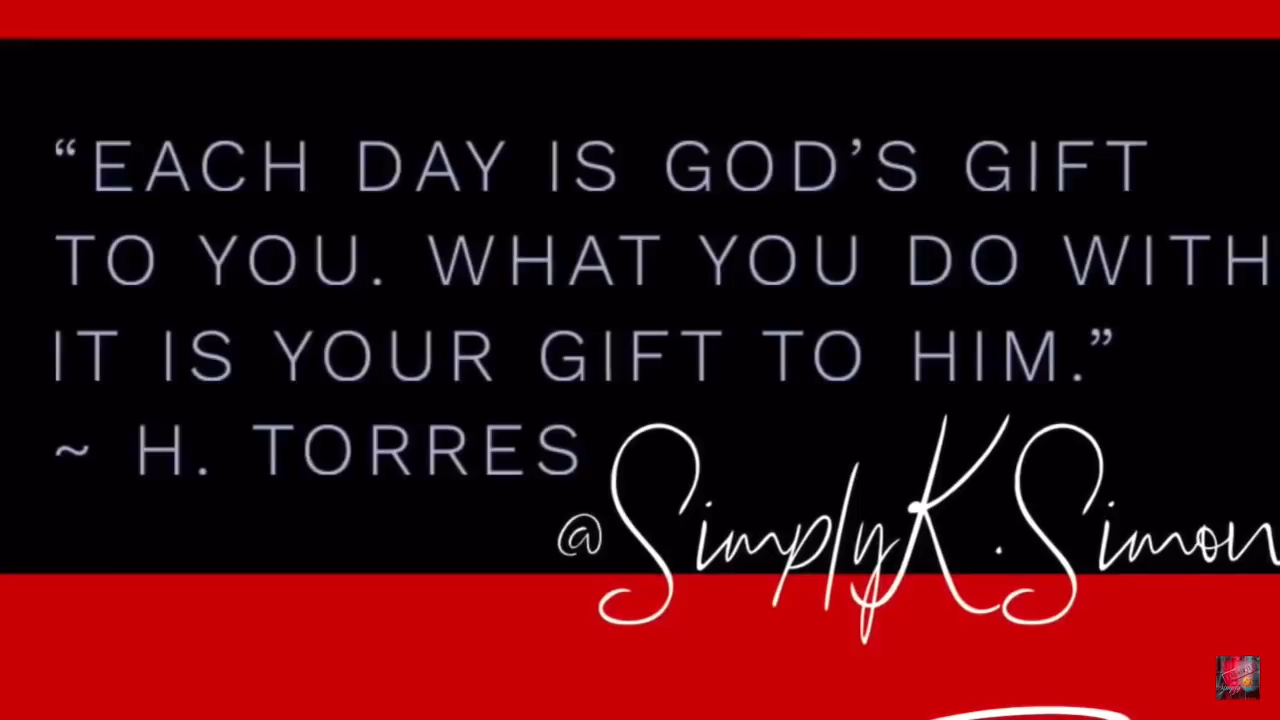 “EACH DAY IS GOD’S GIFT
TO YOU. WHAT YOU DO WITH
IT IS YOUR GIFT TO HIM.”
~ H. TORRES
@SimplyK.Simon